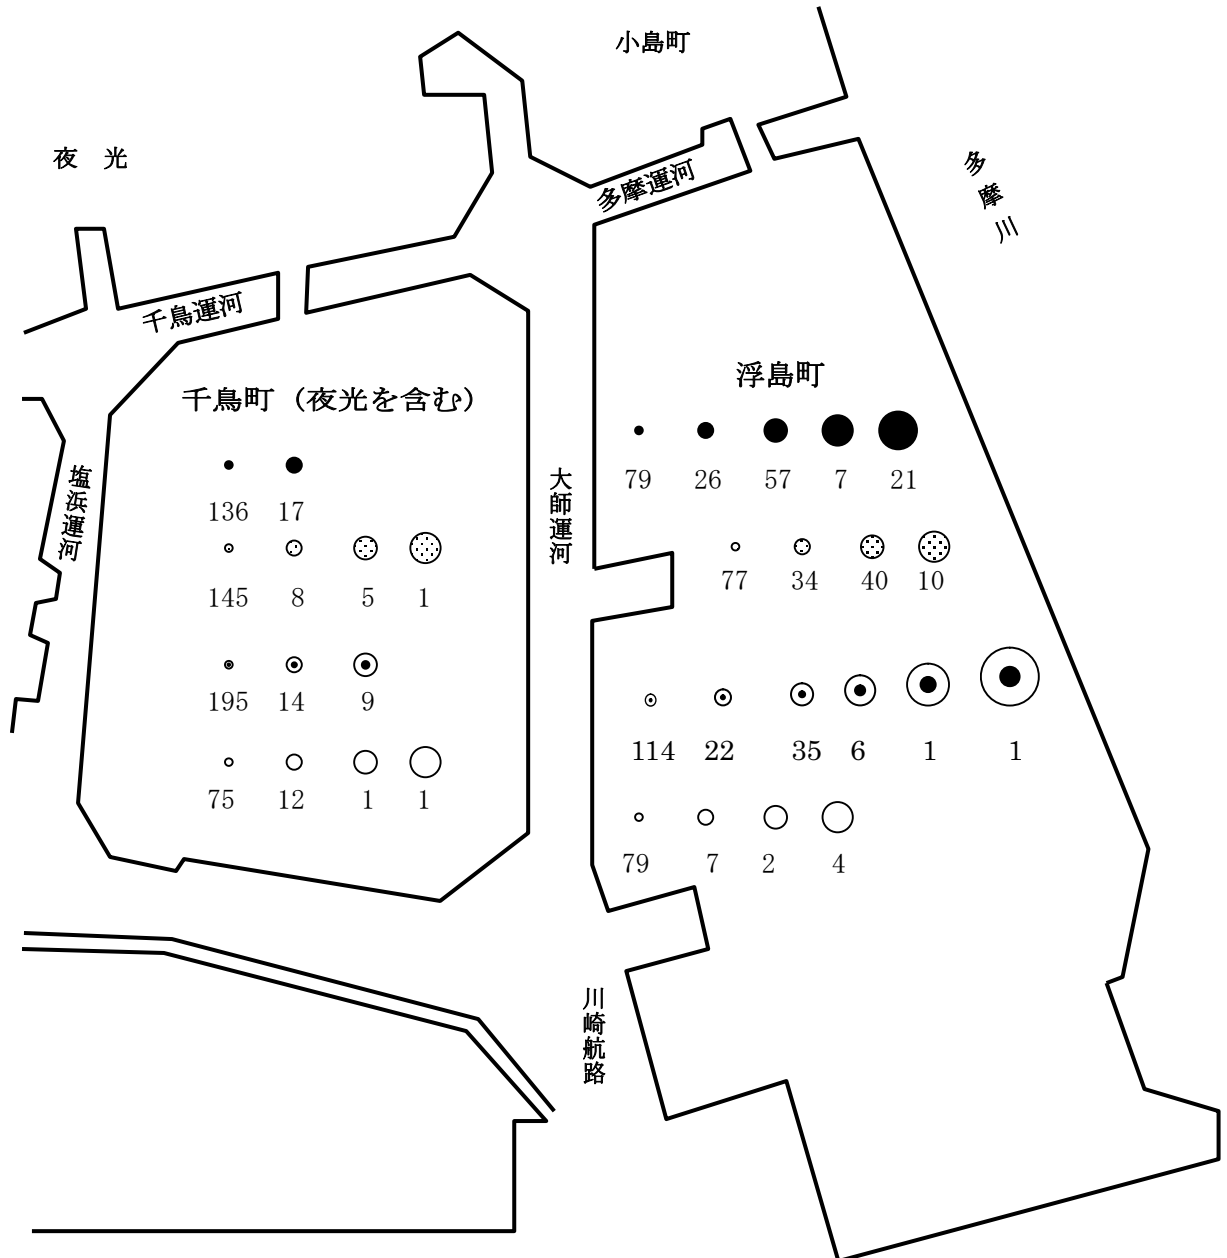 小島町
夜 光
多摩川
多摩運河
千鳥運河
千鳥町（夜光を含む）
136 17
145 8 5 1
195 14 9
75 12 1 1
塩浜運河
大師運河
浮島町
79 26 57 7 21
77 34 40 10
114 22 35 6 1 1
79 7 2 4
川崎航路